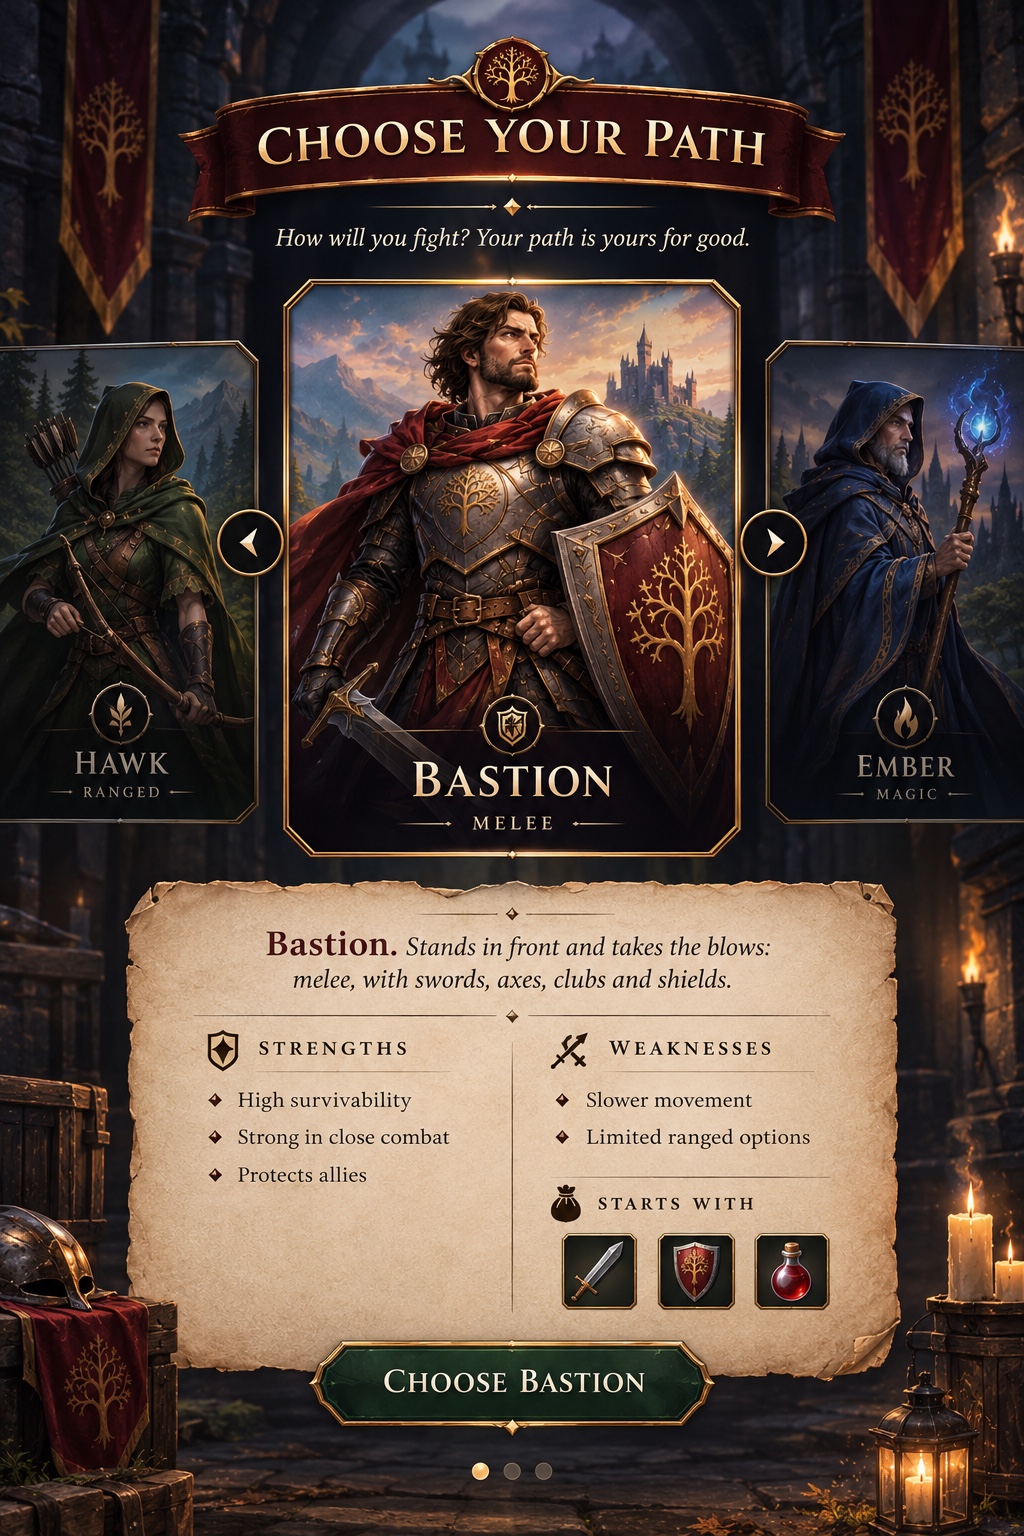 CHOOSE YOUR PATH
How will you fight? Your path is yours for good.
HAWK
RANGED
BASTION
MELEE
EMBER
MAGIC
Bastion. Stands in front and takes the blows:
melee, with swords, axes, clubs and shields.
STRENGTHS
High survivability
Strong in close combat
Protects allies
WEAKNESSES
Slower movement
Limited ranged options
STARTS WITH
CHOOSE BASTION